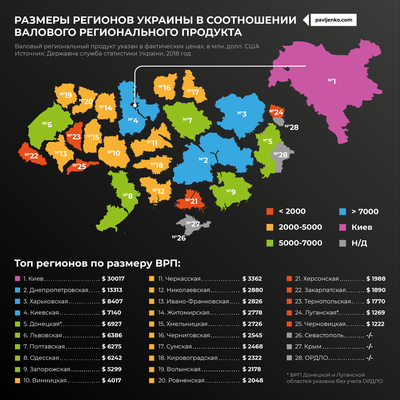 РАЗМЕРЫ РЕГИОНОВ УКРАИНЫ В СООТНОШЕНИИ
ВАЛОВОГО РЕГИОНАЛЬНОГО ПРОДУКТА
pavljenko.com
Валовый региональный продукт указан в фактических ценах, в млн. долл. США
Источник: Державна служба статистики України, 2018 год
№1
№2
№3
№4
№5
№6
№7
№8
№9
№10
№11
№12
№13
№14
№15
№16
№17
№18
№19
№20
№21
№22
№23
№24
№25
№26
№27
№28
№28
< 2000
> 7000
2000-5000
Киев
5000-7000
Н/Д
Топ регионов по размеру ВРП:
1. Киев $ 30017
2. Днепропетровская $ 13313
3. Харьковская $ 8407
4. Киевская $ 7140
5. Донецкая* $ 6927
6. Львовская $ 6386
7. Полтавская $ 6275
8. Одесская $ 6242
9. Запорожская $ 5299
10. Винницкая $ 4017
11. Черкасская $ 3362
12. Николаевская $ 2880
13. Ивано-Франковская $ 2826
14. Житомирская $ 2778
15. Хмельницкая $ 2726
16. Черниговская $ 2545
17. Сумская $ 2468
18. Кировоградская $ 2322
19. Волынская $ 2178
20. Ровненская $ 2048
21. Херсонская $ 1988
22. Закарпатская $ 1890
23. Тернопольская $ 1770
24. Луганская* $ 1269
25. Черновицкая $ 1222
26. Севастополь -/-
27. Крым -/-
28. ОРДЛО -/-
* ВРП Донецкой и Луганской
областей указаны без учета ОРДЛО